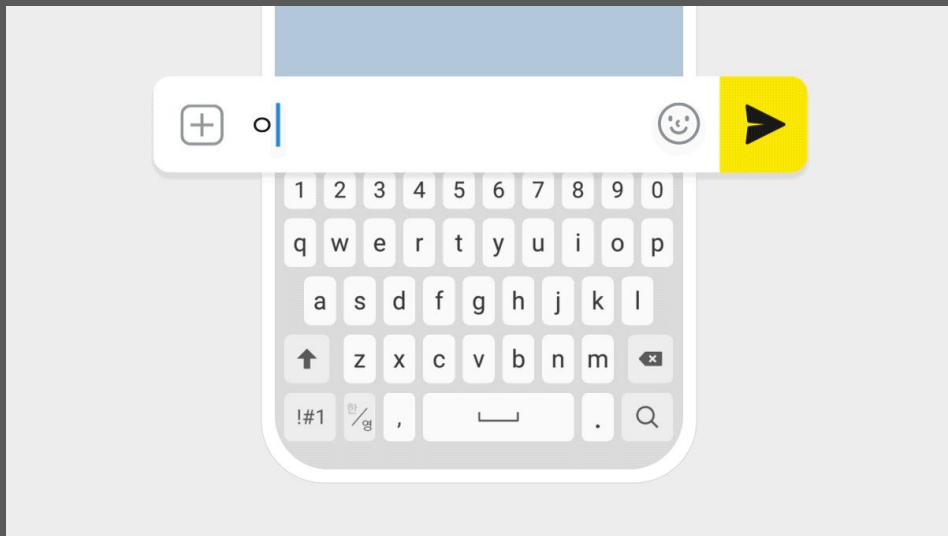 ㅇ
1 2 3 4 5 6 7 8 9 0
q w e r t y u i o p
a s d f g h j k l
z x c v b n m
!#1 한/영 , .